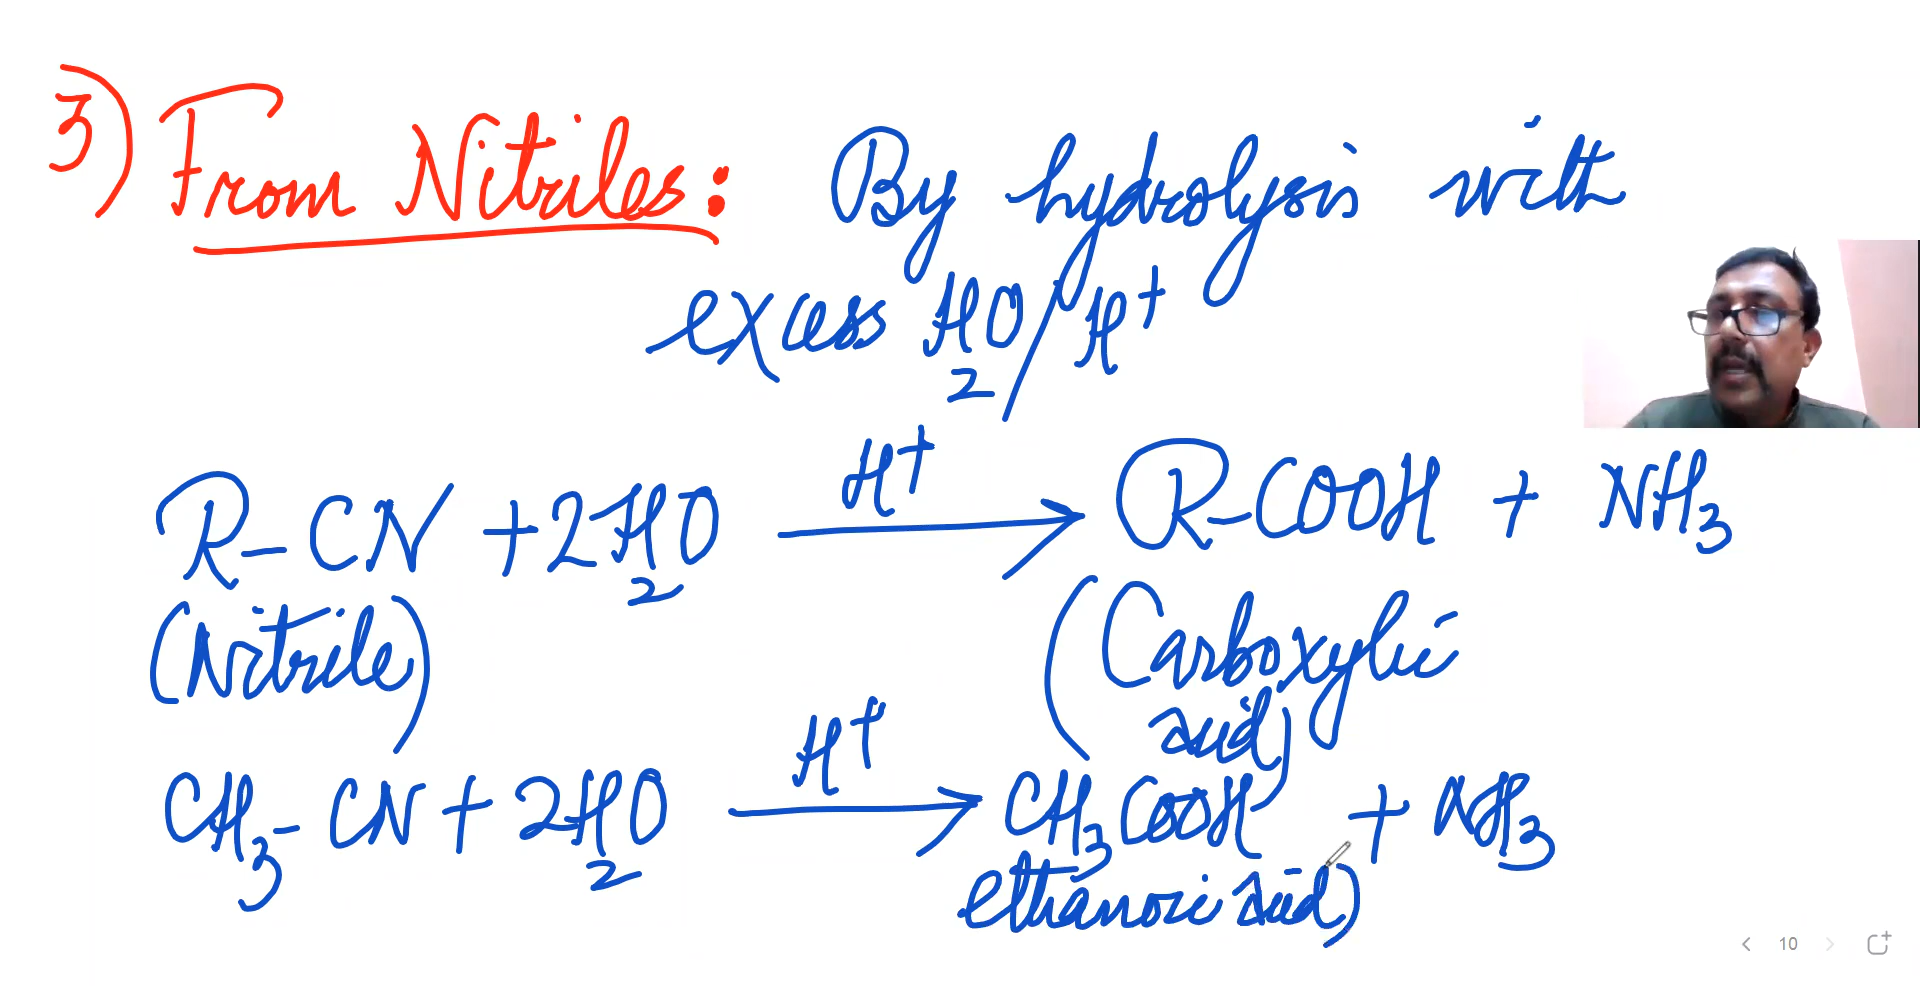 3) From Nitriles: By hydrolysis with
excess H2O/H+
H+
R-CN + 2H2O → R-COOH + NH3
(Nitrile) (Carboxylic
acid)
H+
CH3-CN + 2H2O → CH3COOH + NH3
ethanoic acid)
10